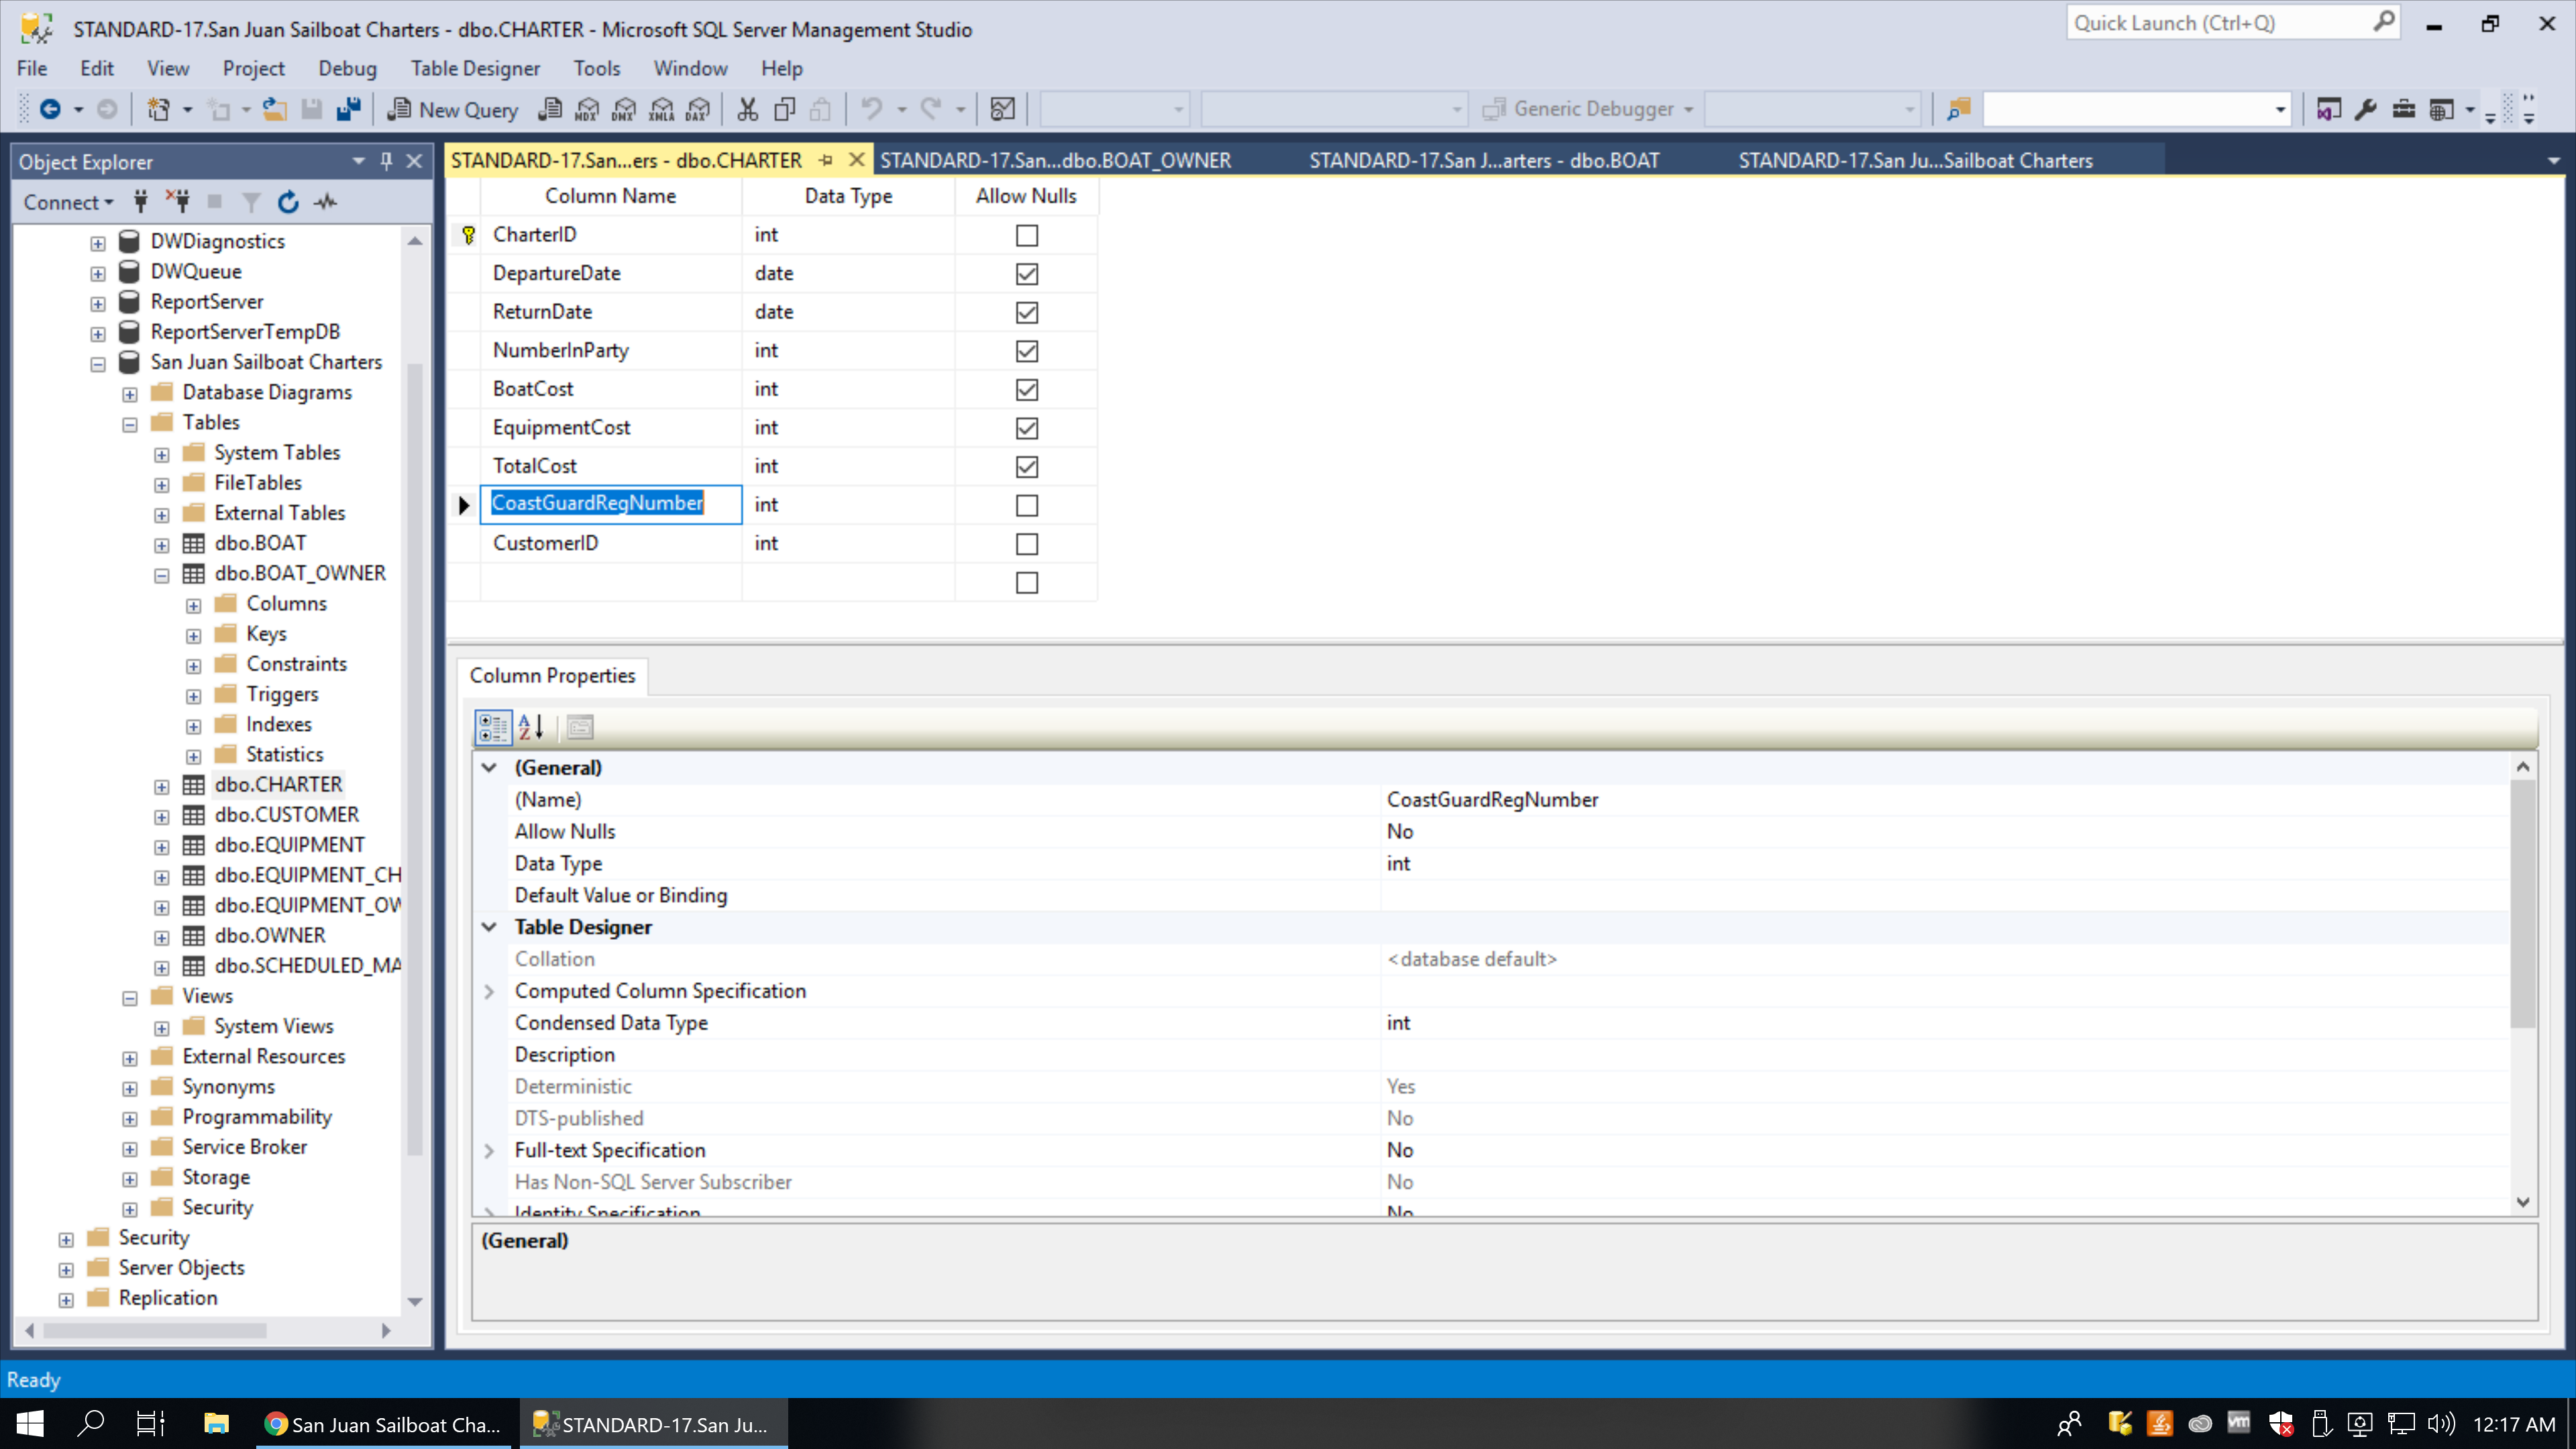 STANDARD-17.San Juan Sailboat Charters - dbo.CHARTER - Microsoft SQL Server Management Studio
Quick Launch (Ctrl+Q)
File Edit View Project Debug Table Designer Tools Window Help
New Query
MDX DMX XMLA DAX
Generic Debugger
Object Explorer
Connect
DWDiagnostics
DWQueue
ReportServer
ReportServerTempDB
San Juan Sailboat Charters
Database Diagrams
Tables
System Tables
FileTables
External Tables
dbo.BOAT
dbo.BOAT_OWNER
Columns
Keys
Constraints
Triggers
Indexes
Statistics
dbo.CHARTER
dbo.CUSTOMER
dbo.EQUIPMENT
dbo.EQUIPMENT_CH
dbo.EQUIPMENT_OW
dbo.OWNER
dbo.SCHEDULED_MA
Views
System Views
External Resources
Synonyms
Programmability
Service Broker
Storage
Security
Security
Server Objects
Replication
STANDARD-17.San...ers - dbo.CHARTER
STANDARD-17.San...dbo.BOAT_OWNER
STANDARD-17.San J...arters - dbo.BOAT
STANDARD-17.San Ju...Sailboat Charters
Column Name Data Type Allow Nulls
CharterID int
DepartureDate date
ReturnDate date
NumberInParty int
BoatCost int
EquipmentCost int
TotalCost int
CoastGuardRegNumber int
CustomerID int
Column Properties
(General)
(Name) CoastGuardRegNumber
Allow Nulls No
Data Type int
Default Value or Binding
Table Designer
Collation <database default>
Computed Column Specification
Condensed Data Type int
Description
Deterministic Yes
DTS-published No
Full-text Specification No
Has Non-SQL Server Subscriber No
Identity Specification No
(General)
Ready
San Juan Sailboat Cha...
STANDARD-17.San Ju...
vm
12:17 AM